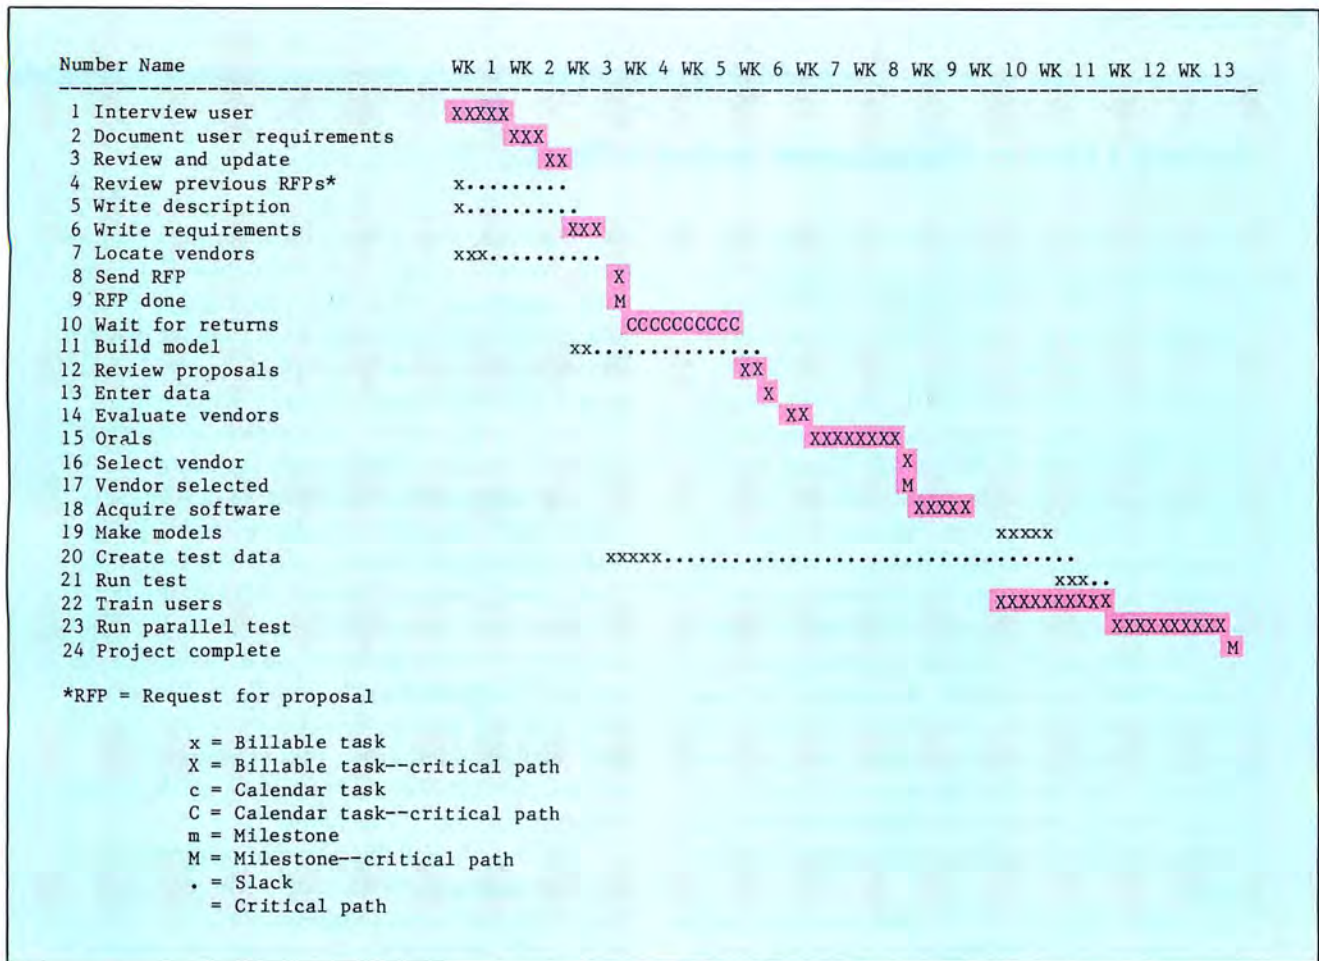 Number Name WK 1 WK 2 WK 3 WK 4 WK 5 WK 6 WK 7 WK 8 WK 9 WK 10 WK 11 WK 12 WK 13
1 Interview user XXXXX
2 Document user requirements XXX
3 Review and update XX
4 Review previous RFPs* x.........
5 Write description x..........
6 Write requirements XXX
7 Locate vendors xxx..........
8 Send RFP X
9 RFP done M
10 Wait for returns CCCCCCCCCC
11 Build model xx..............
12 Review proposals XX
13 Enter data X
14 Evaluate vendors XX
15 Orals XXXXXXXX
16 Select vendor X
17 Vendor selected M
18 Acquire software XXXXX
19 Make models xxxxx
20 Create test data xxxxx...................................
21 Run test xxx..
22 Train users XXXXXXXXXX
23 Run parallel test XXXXXXXXXX
24 Project complete M
*RFP = Request for proposal
x = Billable task
X = Billable task--critical path
c = Calendar task
C = Calendar task--critical path
m = Milestone
M = Milestone--critical path
. = Slack
= Critical path